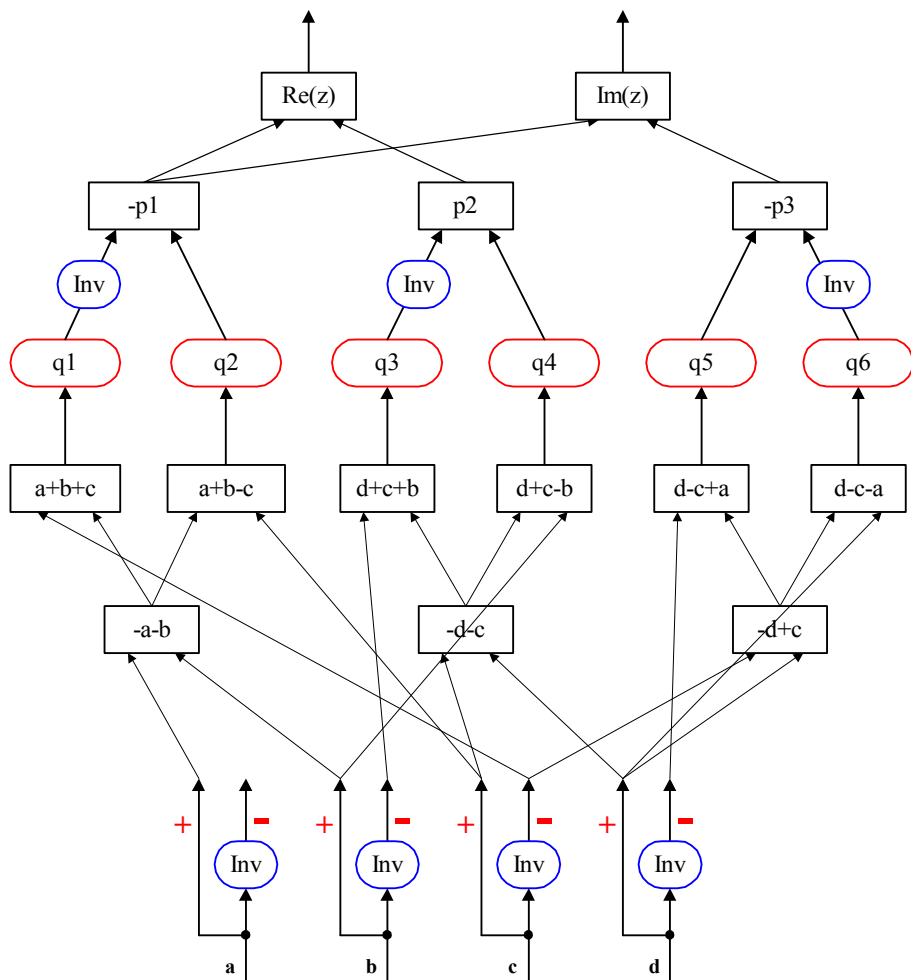 Re(z) Im(z)
-p1 p2 -p3
Inv Inv Inv
q1 q2 q3 q4 q5 q6
a+b+c a+b-c d+c+b d+c-b d-c+a d-c-a
-a-b -d-c -d+c
+ - + - + - + -
Inv Inv Inv Inv
a b c d